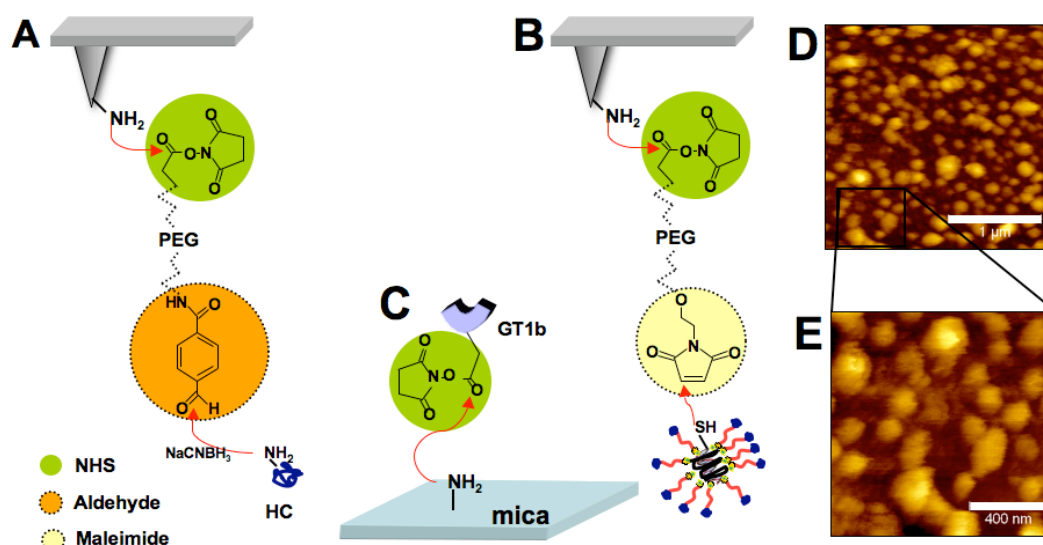 A
NH2
O
O
N
O
O
PEG
HN
O
O
H
NaCNBH3
NH2
HC
NHS
Aldehyde
Maleimide
C
GT1b
O
N
O
O
O
NH2
mica
B
NH2
O
O
N
O
O
PEG
O
N
O
O
SH
D
1 µm
E
400 nm